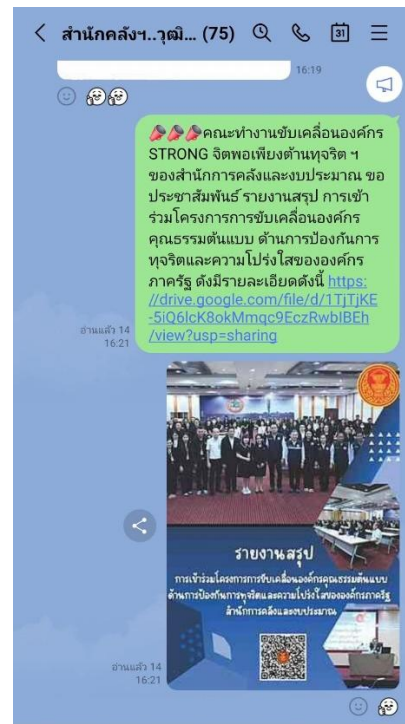 สำนักคลังฯ..วุฒิ... (75)
31
16:19
📣📣📣คณะทำงานขับเคลื่อนองค์กร
STRONG จิตพอเพียงต้านทุจริต ฯ
ของสำนักการคลังและงบประมาณ ขอ
ประชาสัมพันธ์ รายงานสรุป การเข้า
ร่วมโครงการการขับเคลื่อนองค์กร
คุณธรรมต้นแบบ ด้านการป้องกันการ
ทุจริตและความโปร่งใสขององค์กร
ภาครัฐ ดังมีรายละเอียดดังนี้ https:
//drive.google.com/file/d/1TjTjKE
-5iQ6lcK8okMmqc9EczRwbIBEh
/view?usp=sharing
อ่านแล้ว 14
16:21
รายงานสรุป
การเข้าร่วมโครงการการขับเคลื่อนองค์กรคุณธรรมต้นแบบ
ด้านการป้องกันการทุจริตและความโปร่งใสขององค์กรภาครัฐ
สำนักการคลังและงบประมาณ
อ่านแล้ว 14
16:21